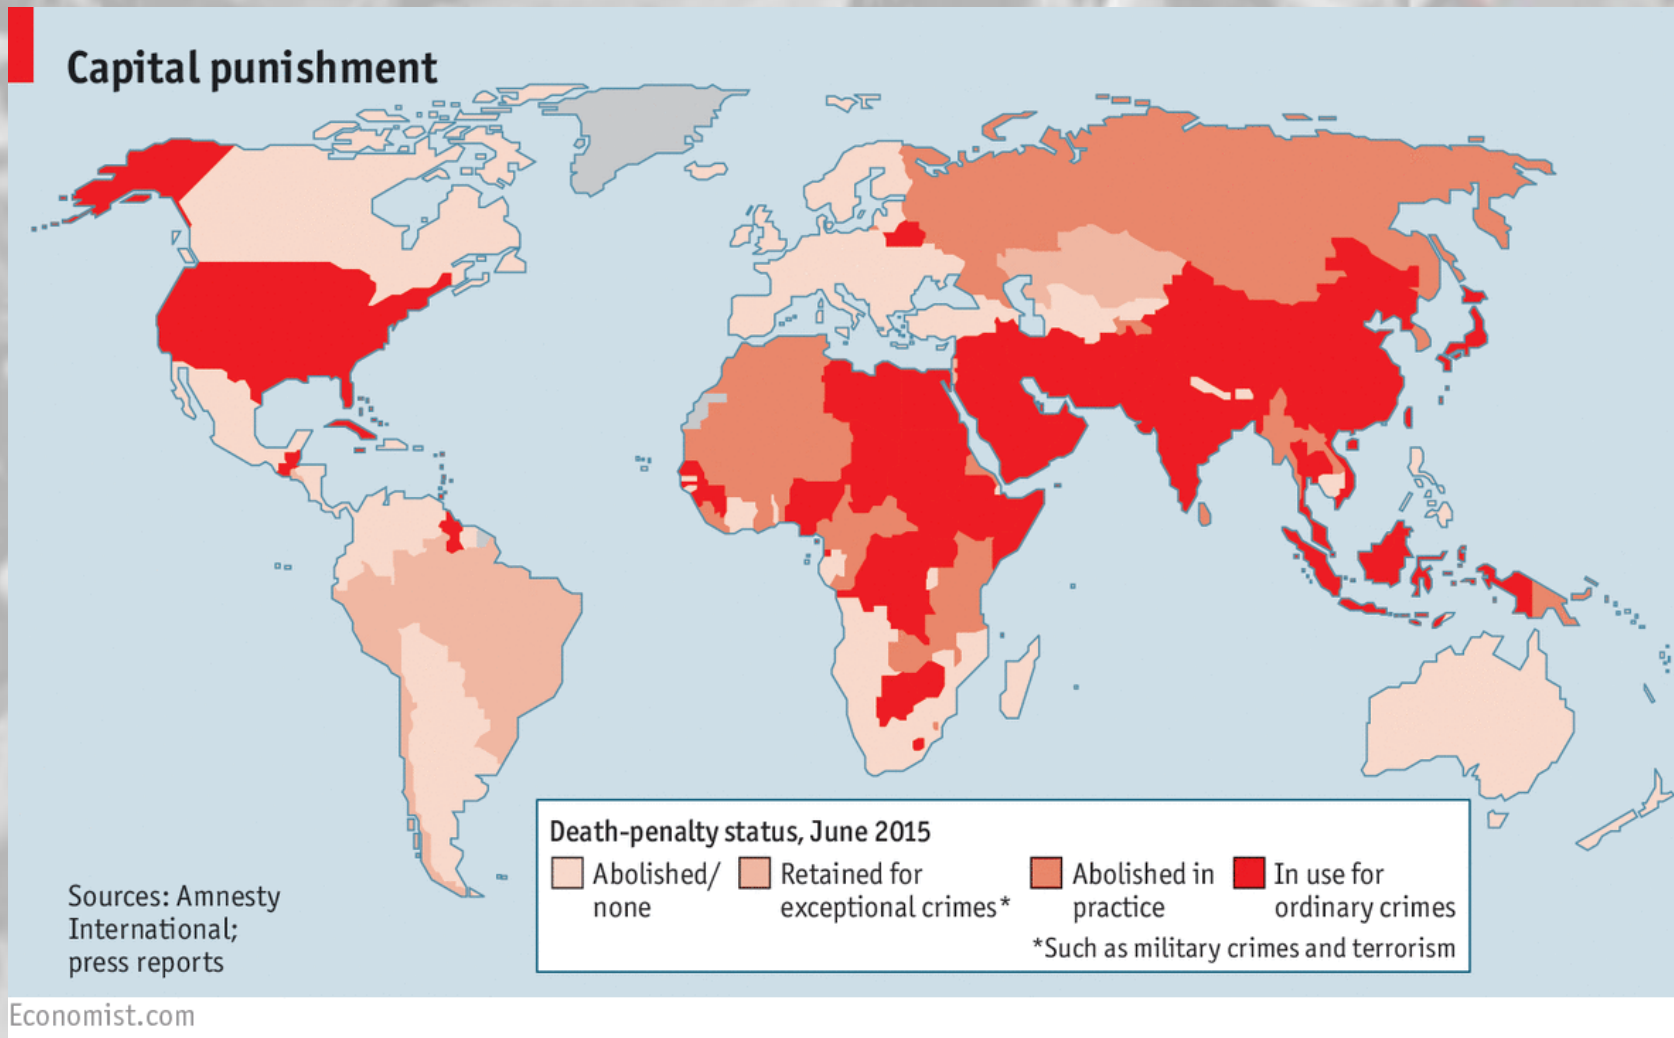 Capital punishment
Death-penalty status, June 2015
Abolished/
none
Retained for
exceptional crimes*
Abolished in
practice
In use for
ordinary crimes
*Such as military crimes and terrorism
Sources: Amnesty
International;
press reports
Economist.com